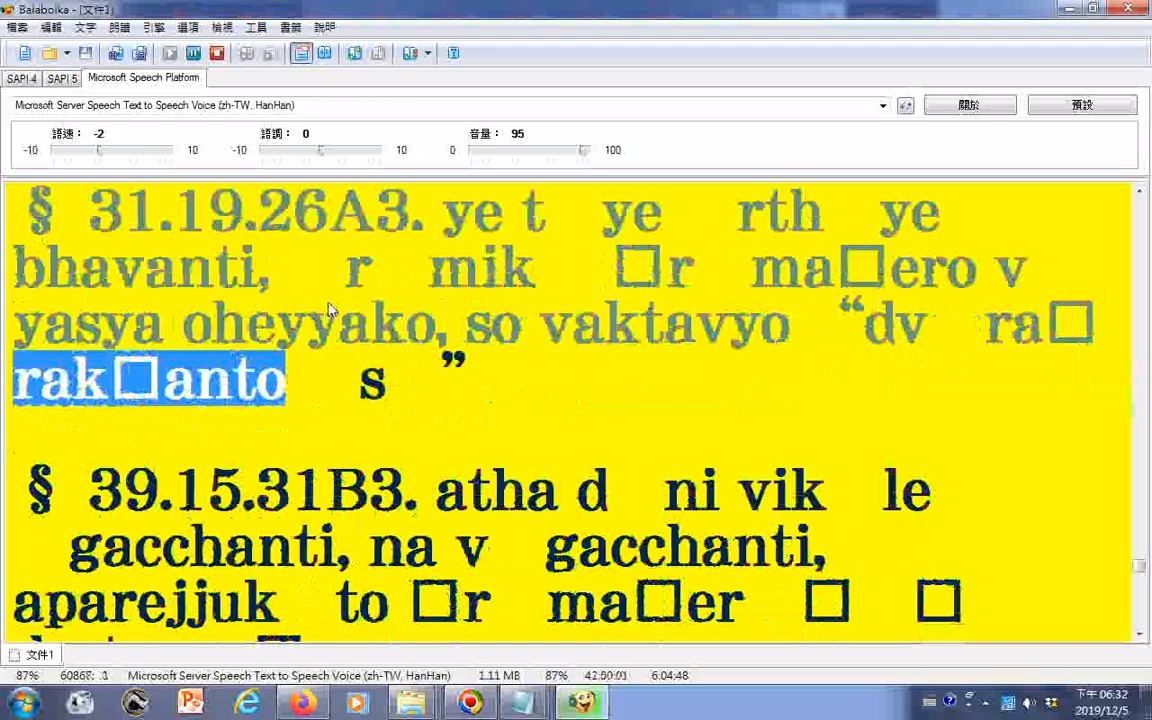 Balabolka - [文件1]
檔案 編輯 文字 朗讀 引擎 選項 檢視 工具 書籤 說明
SAPI 4 SAPI 5 Microsoft Speech Platform
Microsoft Server Speech Text to Speech Voice (zh-TW, HanHan) 關於 預設
語速： -2 語調： 0 音量： 95
-10 10 -10 10 0 100
§ 31.19.26A3. ye t ye rth ye
bhavanti, r mik □r ma□ero v
yasya oheyyako, so vaktavyo “dv ra□
rak□anto s ”
§ 39.15.31B3. atha d ni vik le
gacchanti, na v gacchanti,
aparejjuk to □r ma□er □ □
文件1
87% Microsoft Server Speech Text to Speech Voice (zh-TW, HanHan) 1.11 MB 87% 42:50:01 6:04:48
下午 06:32
2019/12/5